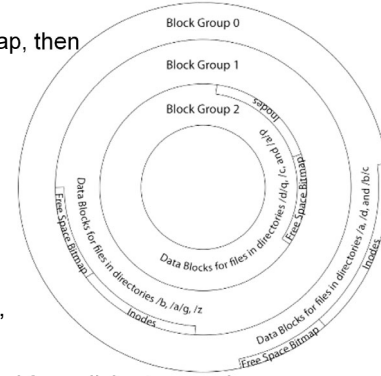 Block Group 0
ap, then
Block Group 1
Block Group 2
Inodes
Data Blocks for files in directories /d/q, /c, and /a/p
Free Space Bitmap
Data Blocks for files in directories /b, /a/g, /z
Free Space Bitmap
Inodes
Data Blocks for files in directories /a, /d, and /b/c
Free Space Bitmap
Inodes
,